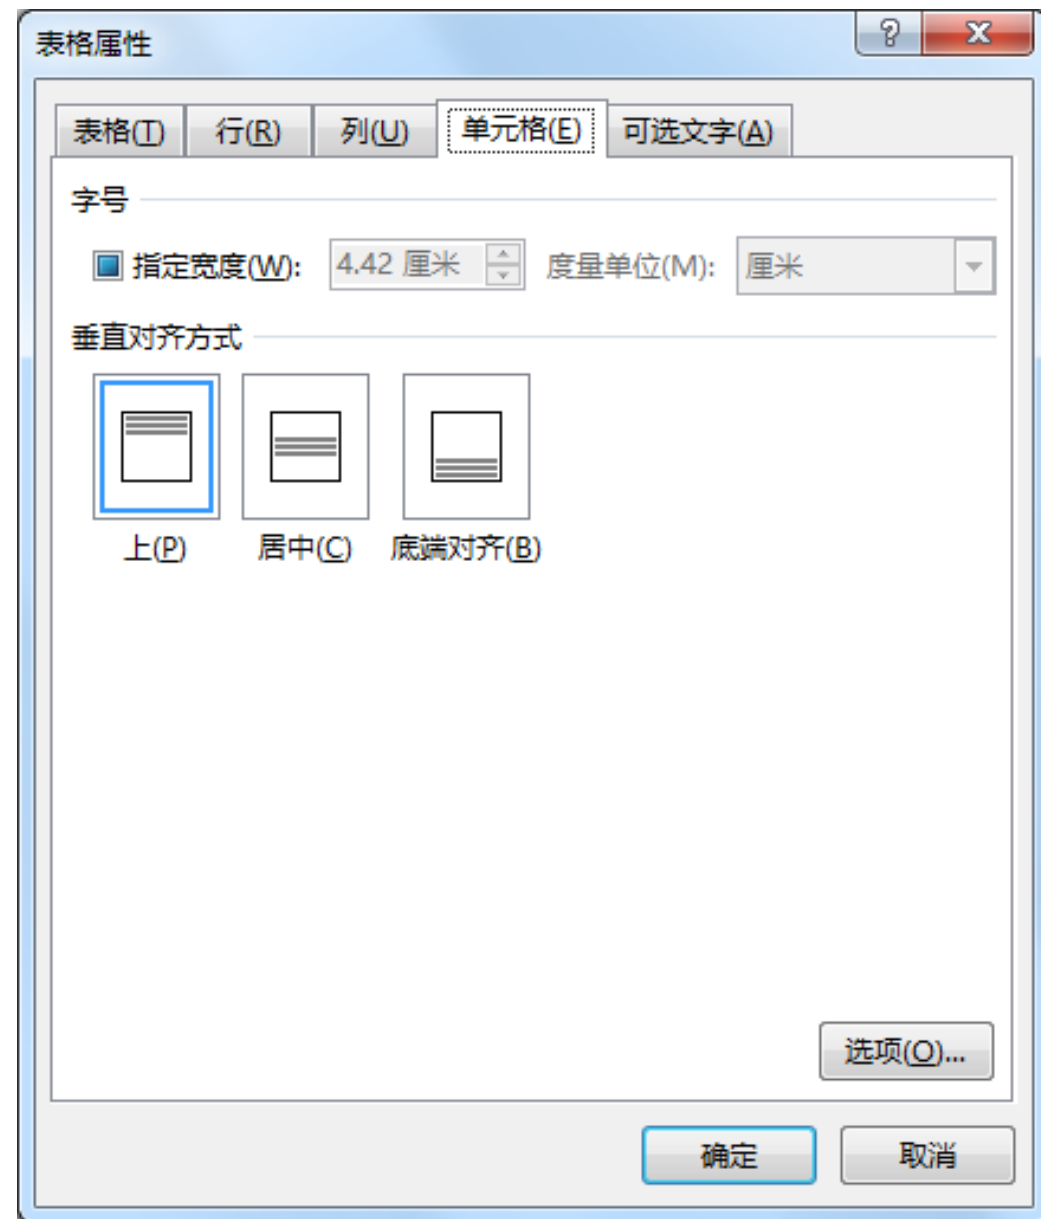 表格属性
表格(T) 行(R) 列(U) 单元格(E) 可选文字(A)
字号
指定宽度(W): 4.42 厘米 度量单位(M): 厘米
垂直对齐方式
上(P) 居中(C) 底端对齐(B)
选项(O)...
确定 取消